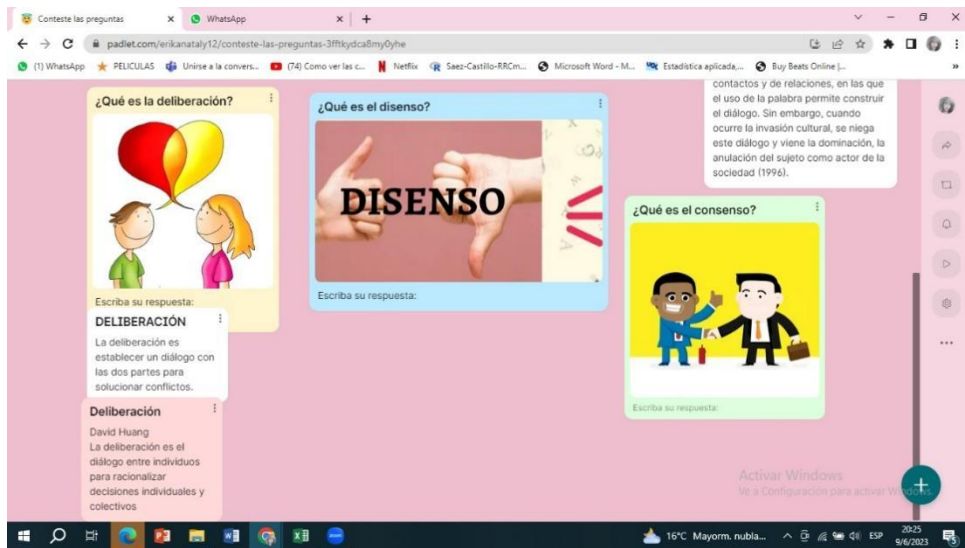 Conteste las preguntas
WhatsApp
padlet.com/erikanataly12/conteste-las-preguntas-3fftkydca8my0yhe
(1) WhatsApp
PELICULAS
Unirse a la convers...
(74) Como ver las c...
Netflix
Saez-Castillo-RRCm...
Microsoft Word - M...
Estadística aplicada,...
Buy Beats Online |...
»
¿Qué es la deliberación?
Escriba su respuesta:
DELIBERACIÓN
La deliberación es
establecer un diálogo con
las dos partes para
solucionar conflictos.
Deliberación
David Huang
La deliberación es el
diálogo entre individuos
para racionalizar
decisiones individuales y
colectivos
¿Qué es el disenso?
DISENSO
Escriba su respuesta:
contactos y de relaciones, en las que
el uso de la palabra permite construir
el diálogo. Sin embargo, cuando
ocurre la invasión cultural, se niega
este diálogo y viene la dominación, la
anulación del sujeto como actor de la
sociedad (1996).
¿Qué es el consenso?
Escriba su respuesta:
Activar Windows
Ve a Configuración para activar Windows.
16°C Mayorm. nubla...
ESP
20:25
9/6/2023